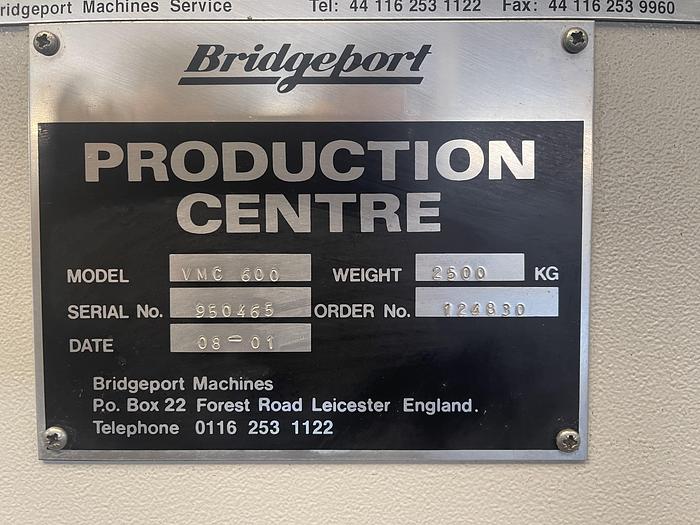 ridgeport Machines Service Tel: 44 116 253 1122 Fax: 44 116 253 9960
Bridgeport
PRODUCTION
CENTRE
MODEL VMC 600 WEIGHT 2500 KG
SERIAL No. 950465 ORDER No. 124830
DATE 08-01
Bridgeport Machines
P.o. Box 22 Forest Road Leicester England.
Telephone 0116 253 1122